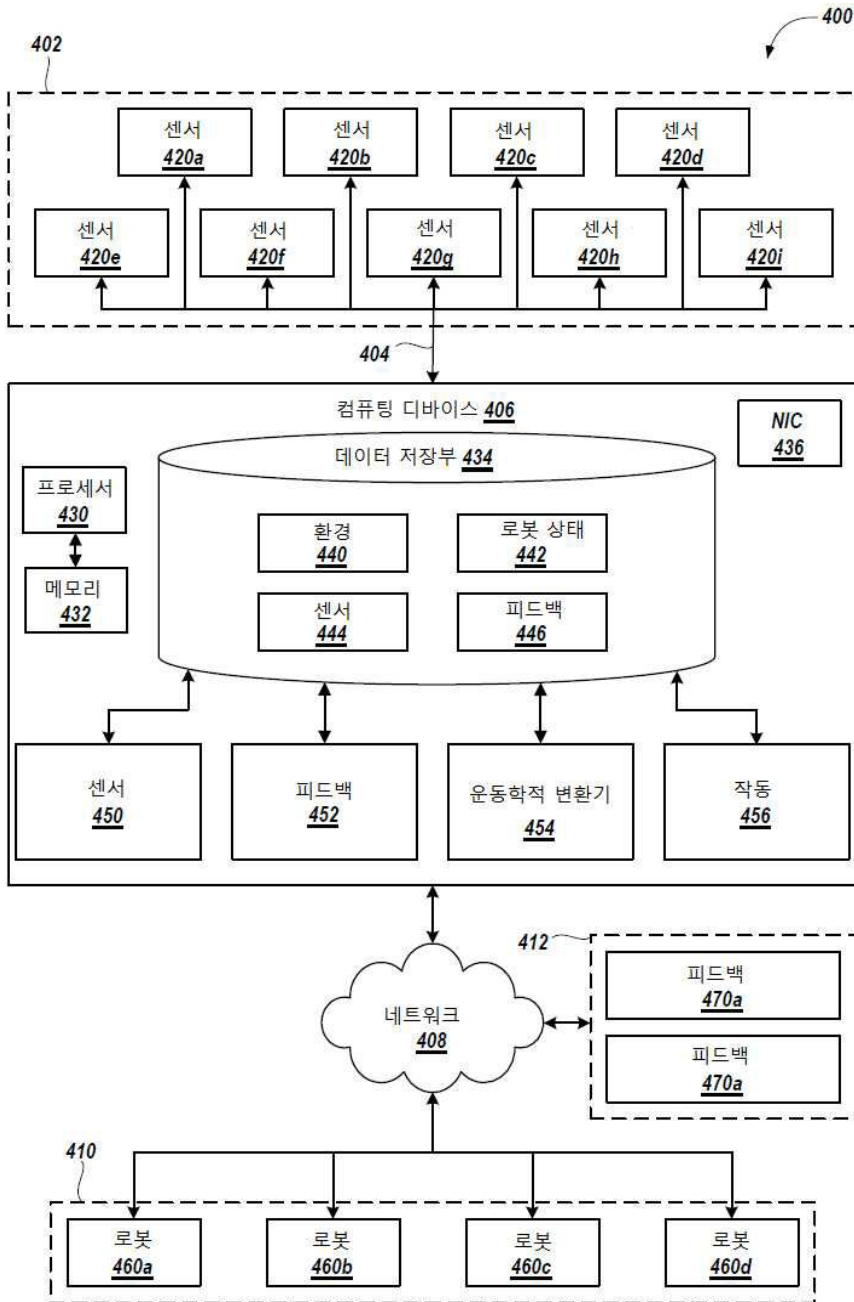 400
402
센서
420a
센서
420b
센서
420c
센서
420d
센서
420e
센서
420f
센서
420g
센서
420h
센서
420i
404
컴퓨팅 디바이스 406
NIC
436
데이터 저장부 434
프로세서
430
메모리
432
환경
440
로봇 상태
442
센서
444
피드백
446
센서
450
피드백
452
운동학적 변환기
454
작동
456
412
네트워크
408
피드백
470a
피드백
470a
410
로봇
460a
로봇
460b
로봇
460c
로봇
460d